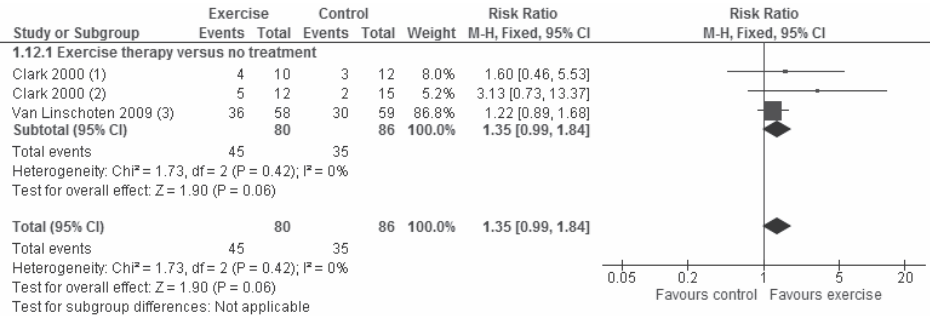 Exercise Control Risk Ratio Risk Ratio
Study or Subgroup Events Total Events Total Weight M-H, Fixed, 95% CI M-H, Fixed, 95% CI
1.12.1 Exercise therapy versus no treatment
Clark 2000 (1) 4 10 3 12 8.0% 1.60 [0.46, 5.53]
Clark 2000 (2) 5 12 2 15 5.2% 3.13 [0.73, 13.37]
Van Linschoten 2009 (3) 36 58 30 59 86.8% 1.22 [0.89, 1.68]
Subtotal (95% CI) 80 86 100.0% 1.35 [0.99, 1.84]
Total events 45 35
Heterogeneity: Chi² = 1.73, df = 2 (P = 0.42); I² = 0%
Test for overall effect: Z = 1.90 (P = 0.06)
Total (95% CI) 80 86 100.0% 1.35 [0.99, 1.84]
Total events 45 35
Heterogeneity: Chi² = 1.73, df = 2 (P = 0.42); I² = 0%
Test for overall effect: Z = 1.90 (P = 0.06)
Test for subgroup differences: Not applicable
0.05 0.2 1 5 20
Favours control Favours exercise